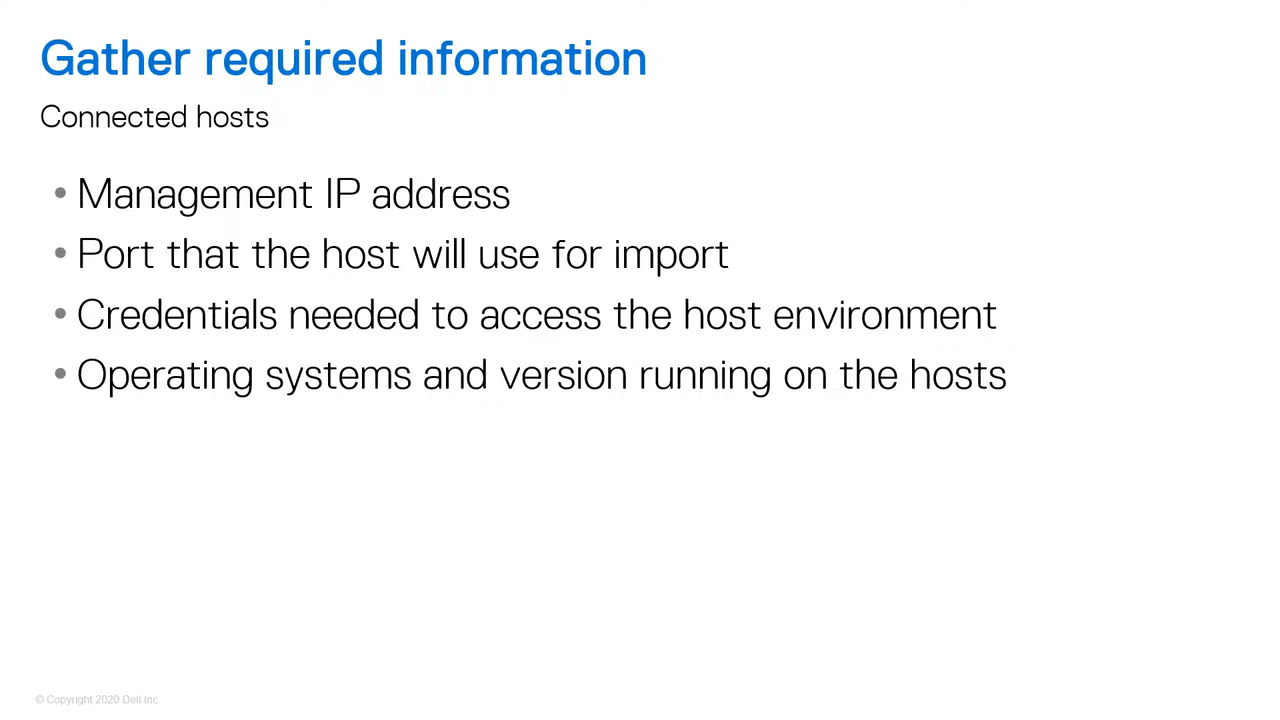 Gather required information
Connected hosts
• Management IP address
• Port that the host will use for import
• Credentials needed to access the host environment
• Operating systems and version running on the hosts
© Copyright 2020 Dell Inc.